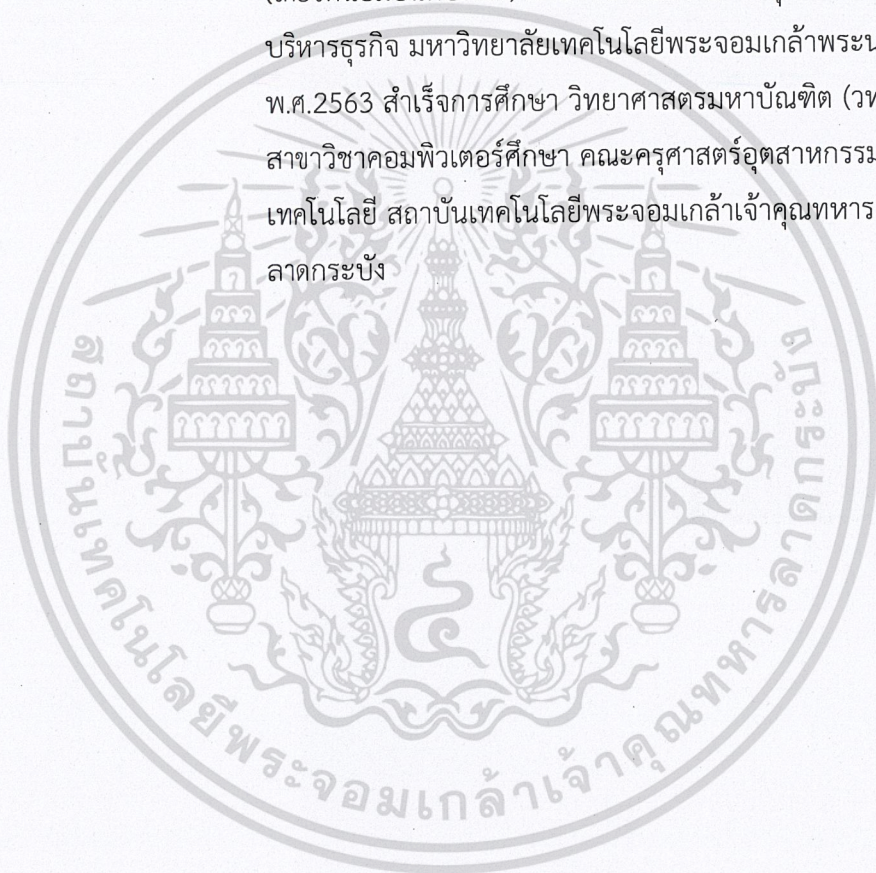 บริหารธุรกิจ มหาวิทยาลัยเทคโนโลยีพระจอมเกล้าพระน
พ.ศ.2563 สำเร็จการศึกษา วิทยาศาสตรมหาบัณฑิต (วท
สาขาวิชาคอมพิวเตอร์ศึกษา คณะครุศาสตร์อุตสาหกรรม
เทคโนโลยี สถาบันเทคโนโลยีพระจอมเกล้าเจ้าคุณทหาร
ลาดกระบัง
สถาบันเทคโนโลยีพระจอมเกล้าเจ้าคุณทหารลาดกระบัง
๔